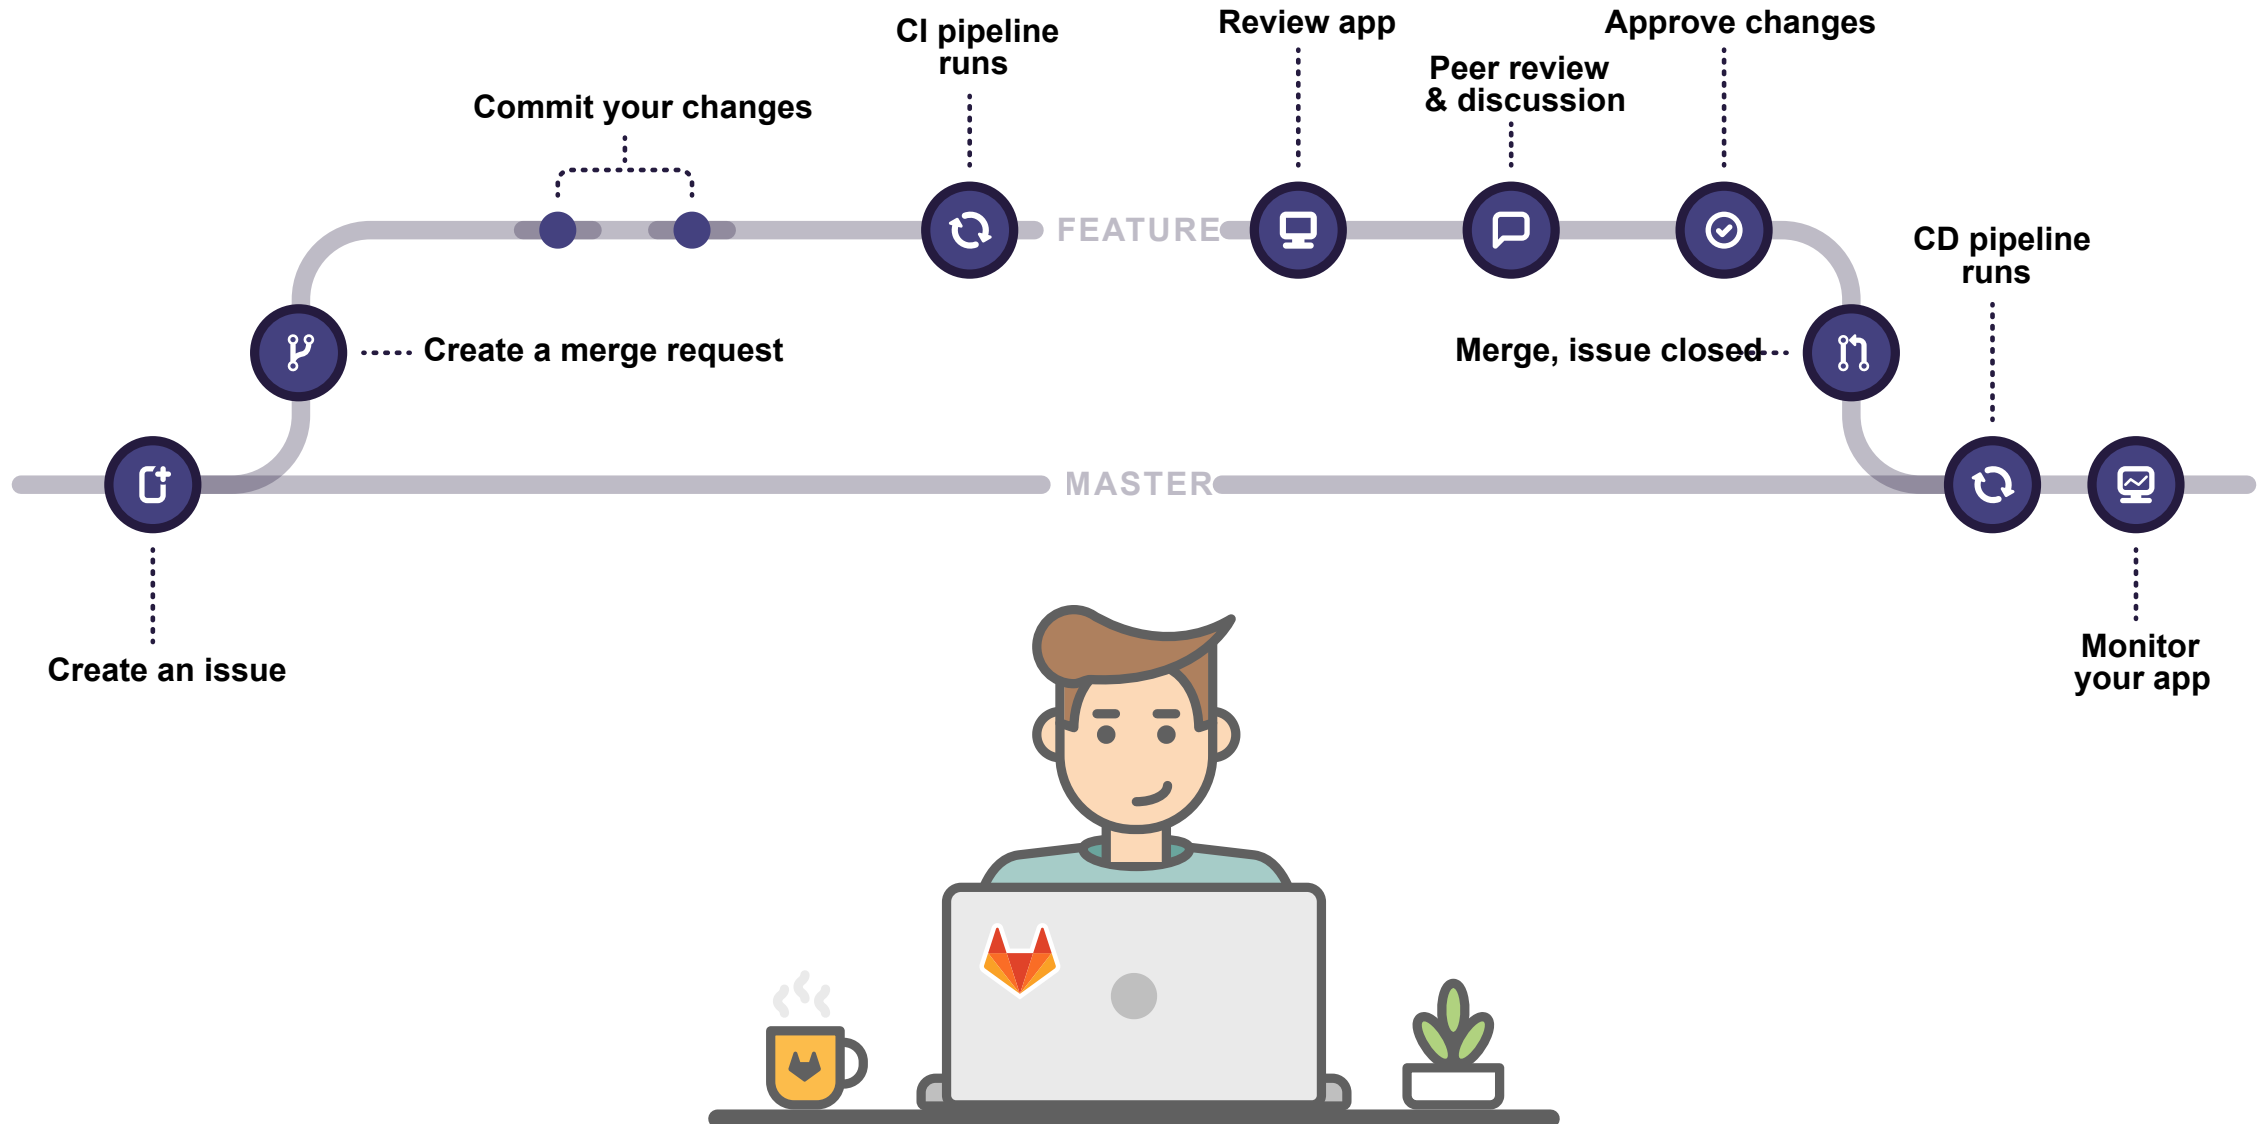 CI pipeline
runs
Review app
Approve changes
Peer review
& discussion
Commit your changes
FEATURE
CD pipeline
runs
Create a merge request
Merge, issue closed
MASTER
Create an issue
Monitor
your app